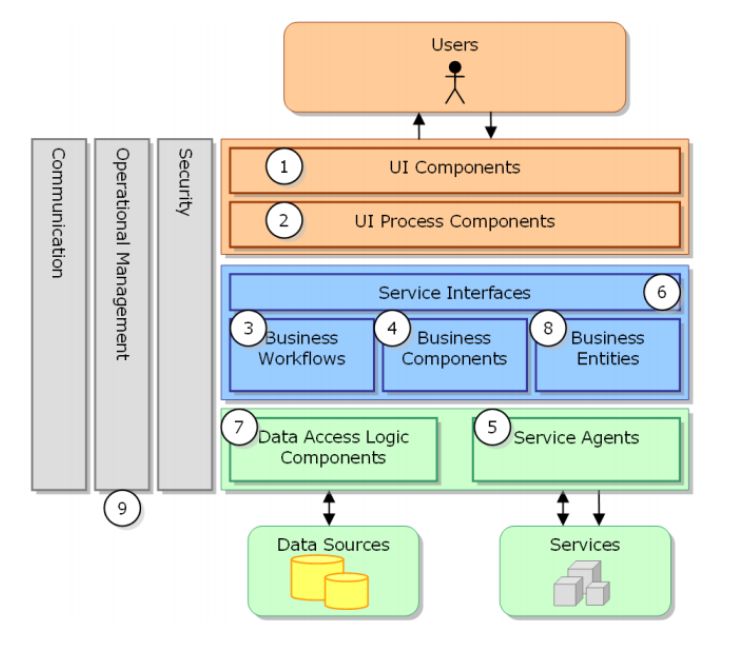 Users
Communication
Operational Management
Security
1
UI Components
2
UI Process Components
Service Interfaces
6
3
Business
Workflows
4
Business
Components
8
Business
Entities
7
Data Access Logic
Components
5
Service Agents
9
Data Sources
Services